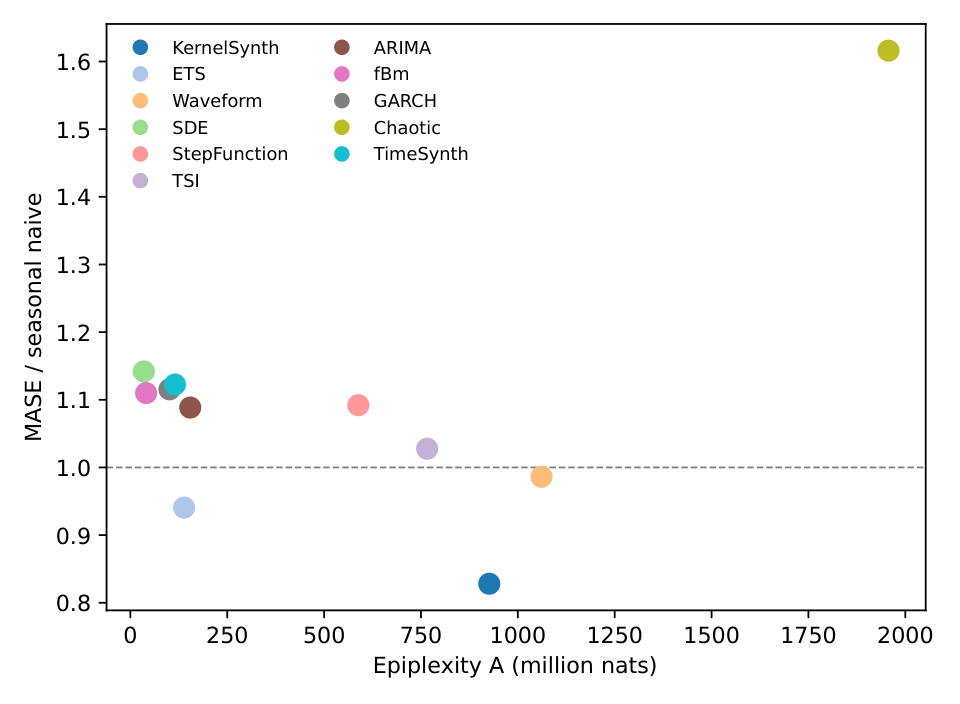 KernelSynth
ETS
Waveform
SDE
StepFunction
TSI
ARIMA
fBm
GARCH
Chaotic
TimeSynth
MASE / seasonal naive
1.6
1.5
1.4
1.3
1.2
1.1
1.0
0.9
0.8
0 250 500 750 1000 1250 1500 1750 2000
Epiplexity A (million nats)